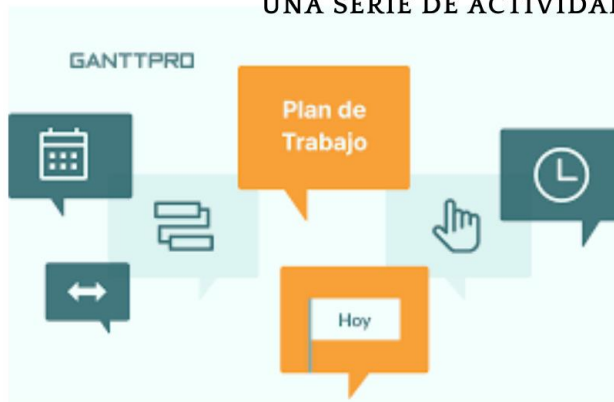 UNA SERIE DE ACTIVIDA
GANTTPRO
Plan de
Trabajo
Hoy